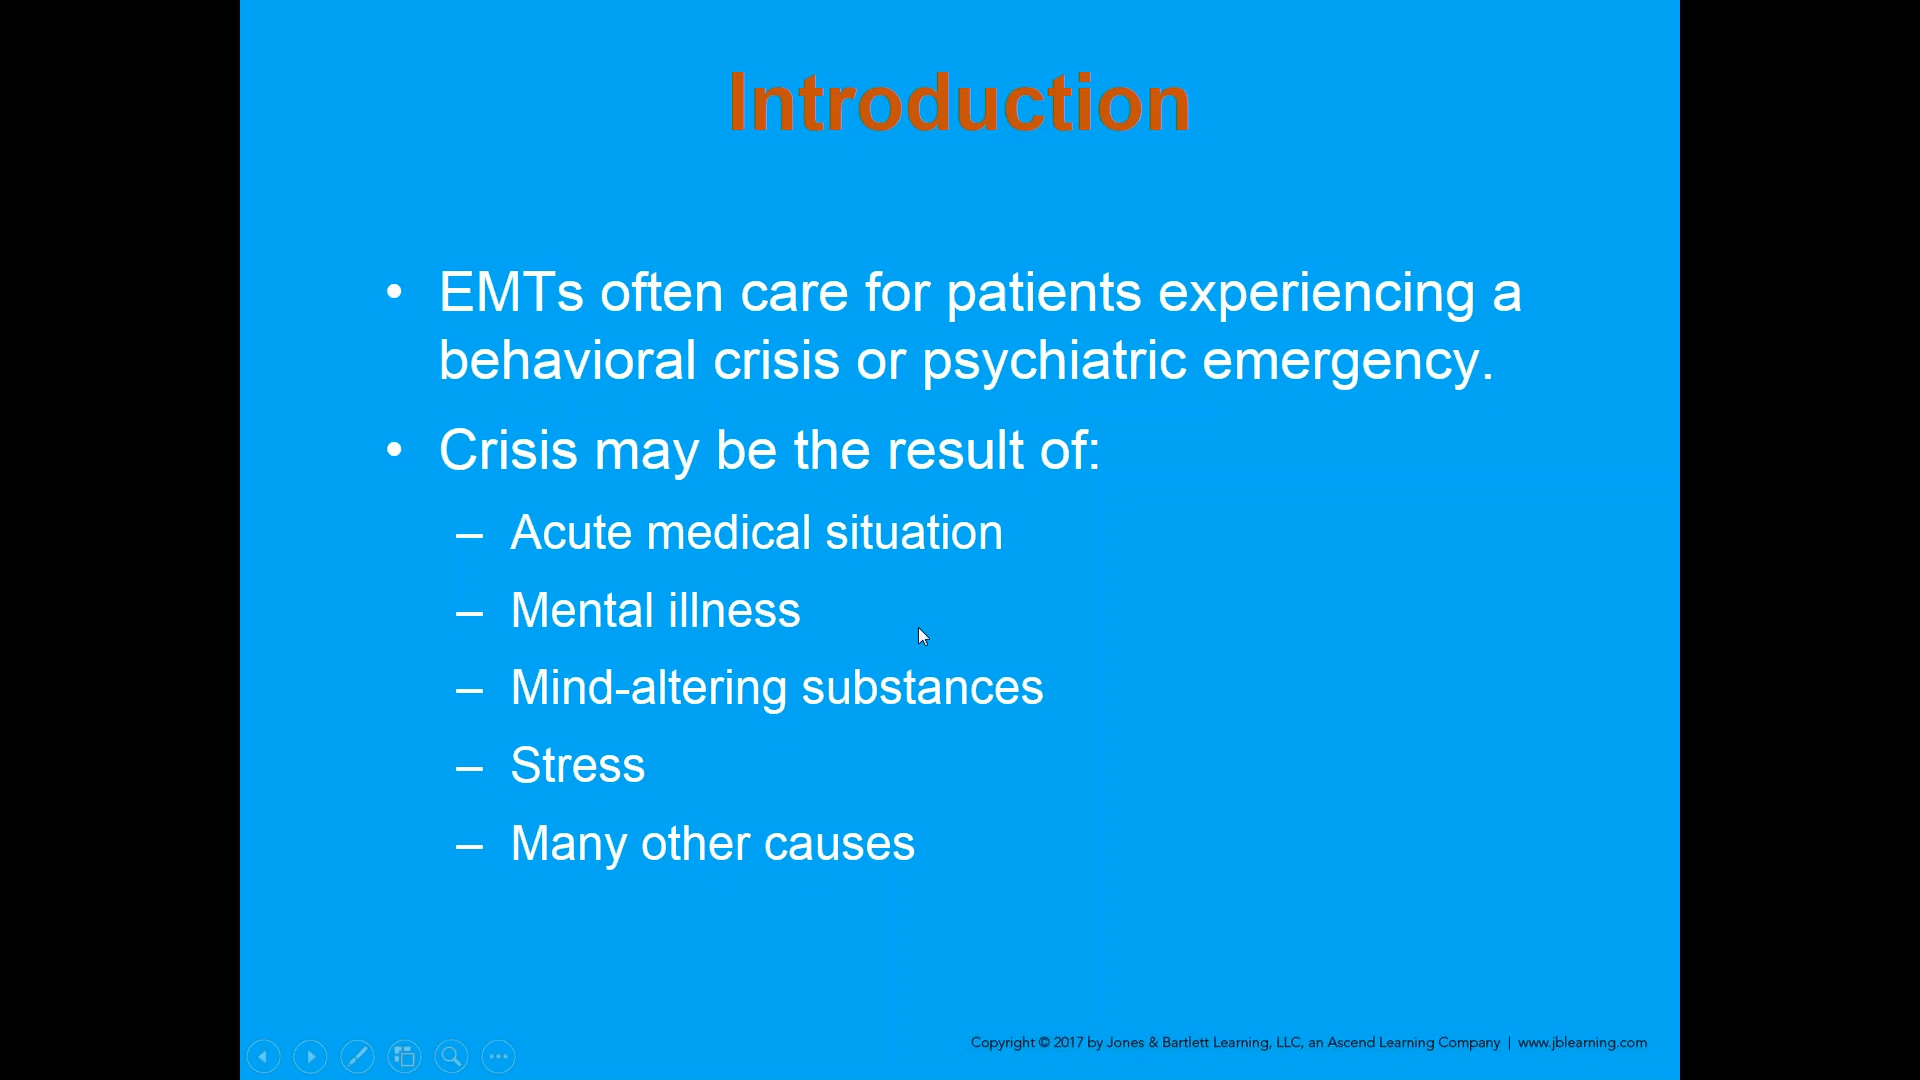 Introduction
• EMTs often care for patients experiencing a
behavioral crisis or psychiatric emergency.
• Crisis may be the result of:
– Acute medical situation
– Mental illness
– Mind-altering substances
– Stress
– Many other causes
Copyright © 2017 by Jones & Bartlett Learning, LLC, an Ascend Learning Company | www.jblearning.com